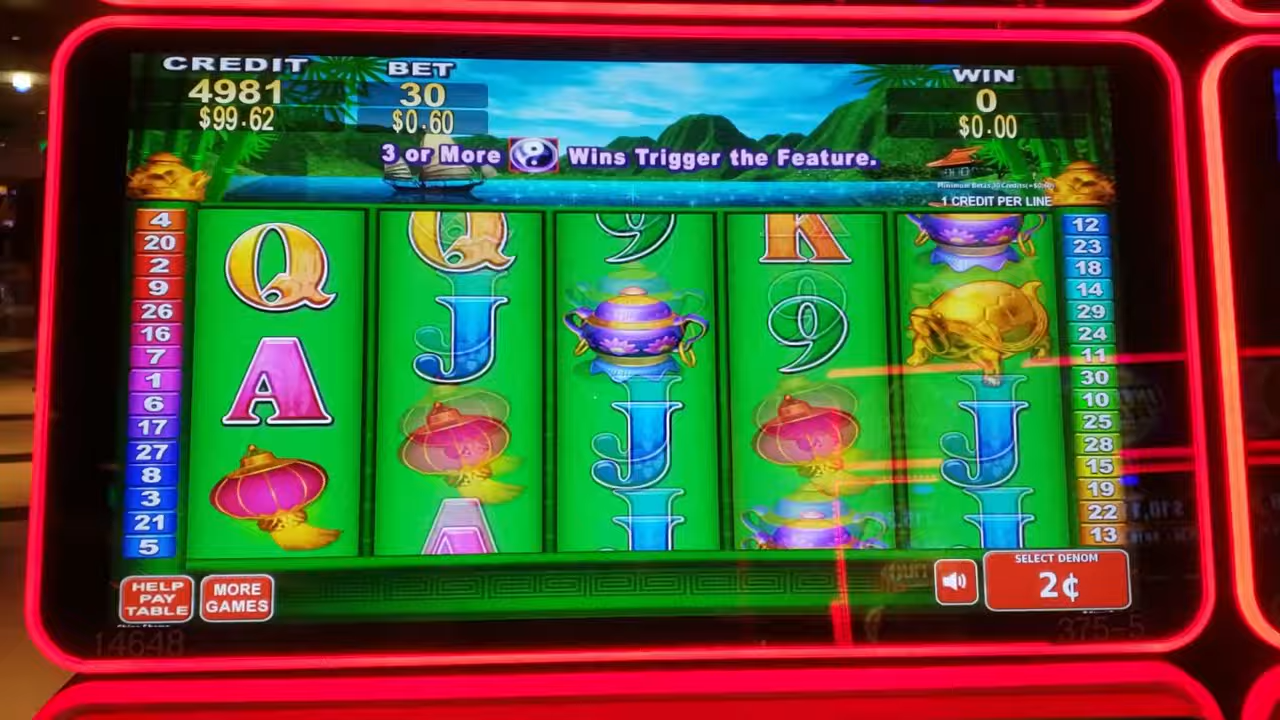 CREDIT
4981
$99.62
BET
30
$0.60
WIN
0
$0.00
3 or More Wins Trigger the Feature.
1 CREDIT PER LINE
4
20
2
9
26
16
7
1
6
17
27
8
3
21
5
Q
A
Q
J
A
9
J
J
K
9
J
J
12
23
18
14
29
24
11
30
10
25
28
15
19
22
13
HELP
PAY
TABLE
MORE
GAMES
SELECT DENOM
2¢
14648
375-5